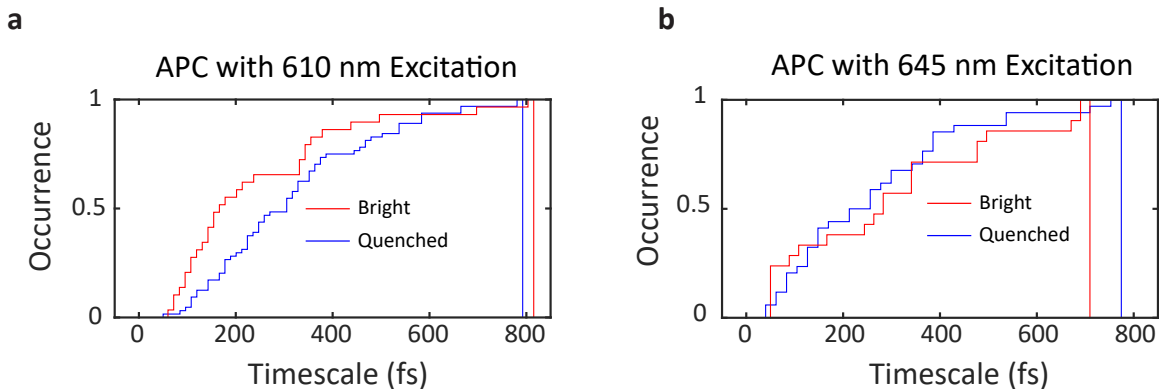 a
APC with 610 nm Excitation
Occurrence
1
0.5
0
Bright
Quenched
0 200 400 600 800
Timescale (fs)
b
APC with 645 nm Excitation
Occurrence
1
0.5
0
Bright
Quenched
0 200 400 600 800
Timescale (fs)